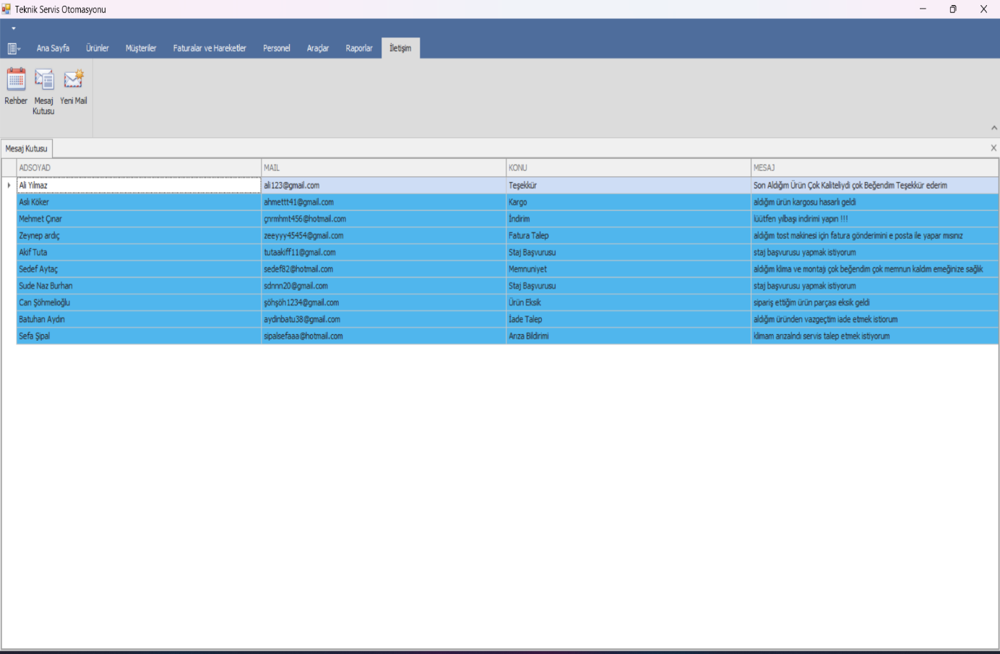 Teknik Servis Otomasyonu
Ana Sayfa Ürünler Müşteriler Faturalar ve Hareketler Personel Araçlar Raporlar İletişim
Rehber Mesaj Kutusu Yeni Mail
Mesaj Kutusu
ADSOYAD MAIL KONU MESAJ
Ali Yılmaz ali123@gmail.com Teşekkür Son Aldığım Ürün Çok Kaliteliydi çok Beğendim Teşekkür ederim
Aslı Köker ahmettt41@gmail.com Kargo aldığım ürün kargosu hasarlı geldi
Mehmet Çınar çnrmhmt456@hotmail.com İndirim lüütfen yılbaşı indirimi yapın !!!
Zeynep ardıç zeeyyy45454@gmail.com Fatura Talep aldığım tost makinesi için fatura gönderimini e posta ile yapar mısınız
Akif Tuta tutaakiff11@gmail.com Staj Başvurusu staj başvurusu yapmak istiyorum
Sedef Aytaç sedef82@hotmail.com Memnuniyet aldığım klima ve montajı çok beğendim çok memnun kaldım emeğinize sağlık
Sude Naz Burhan sdnnn20@gmail.com Staj Başvurusu staj başvurusu yapmak istiyorum
Can Şöhmelioğlu şöhşöh1234@gmail.com Ürün Eksik sipariş ettiğim ürün parçası eksik geldi
Batuhan Aydın aydinbatu38@gmail.com İade Talep aldığım üründen vazgeçtim iade etmek istiorum
Sefa Şipal sipalsefaaa@hotmail.com Arıza Bildirimi klimam arızalndı servis talep etmek istiyorum